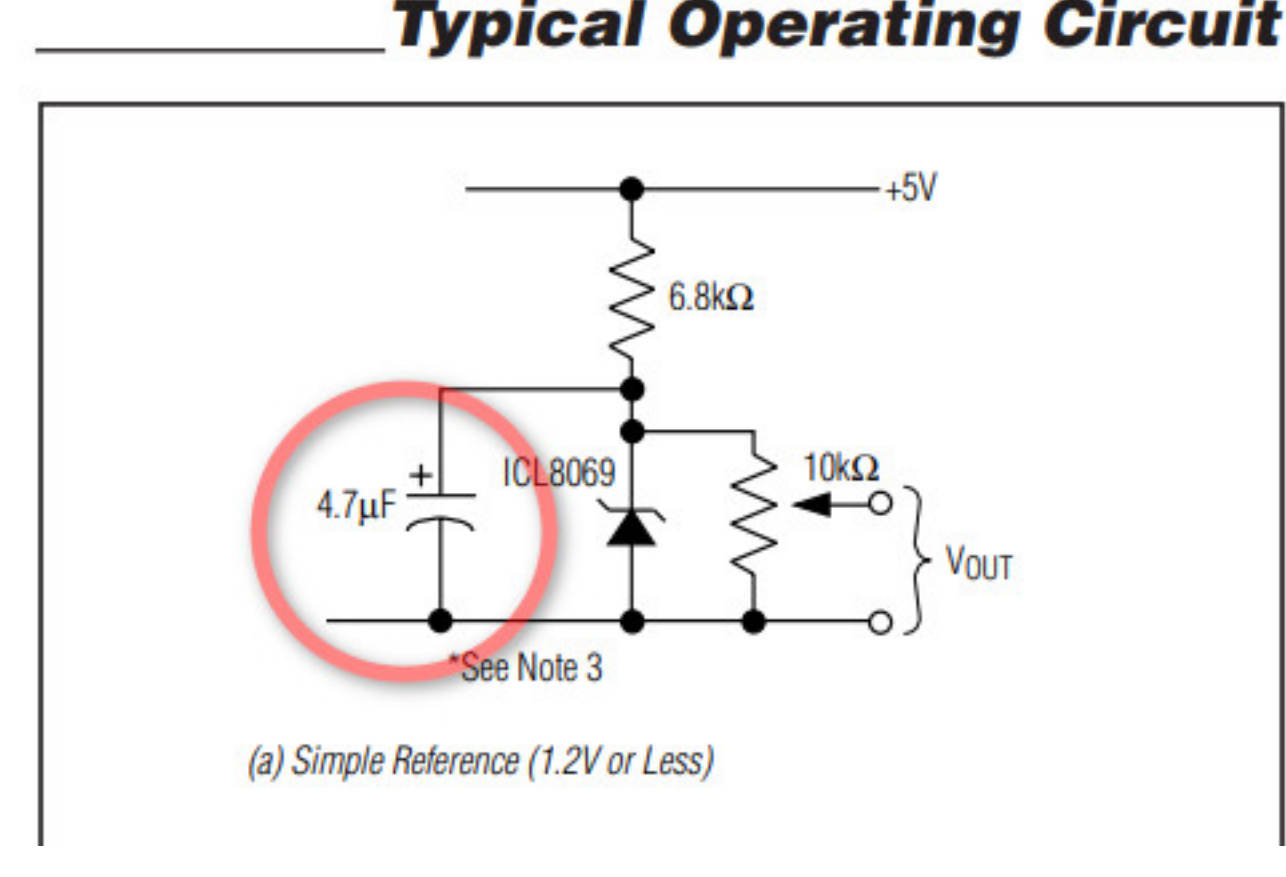 Typical Operating Circuit
+5V
6.8kΩ
+
ICL8069
10kΩ
4.7μF
VOUT
*See Note 3
(a) Simple Reference (1.2V or Less)